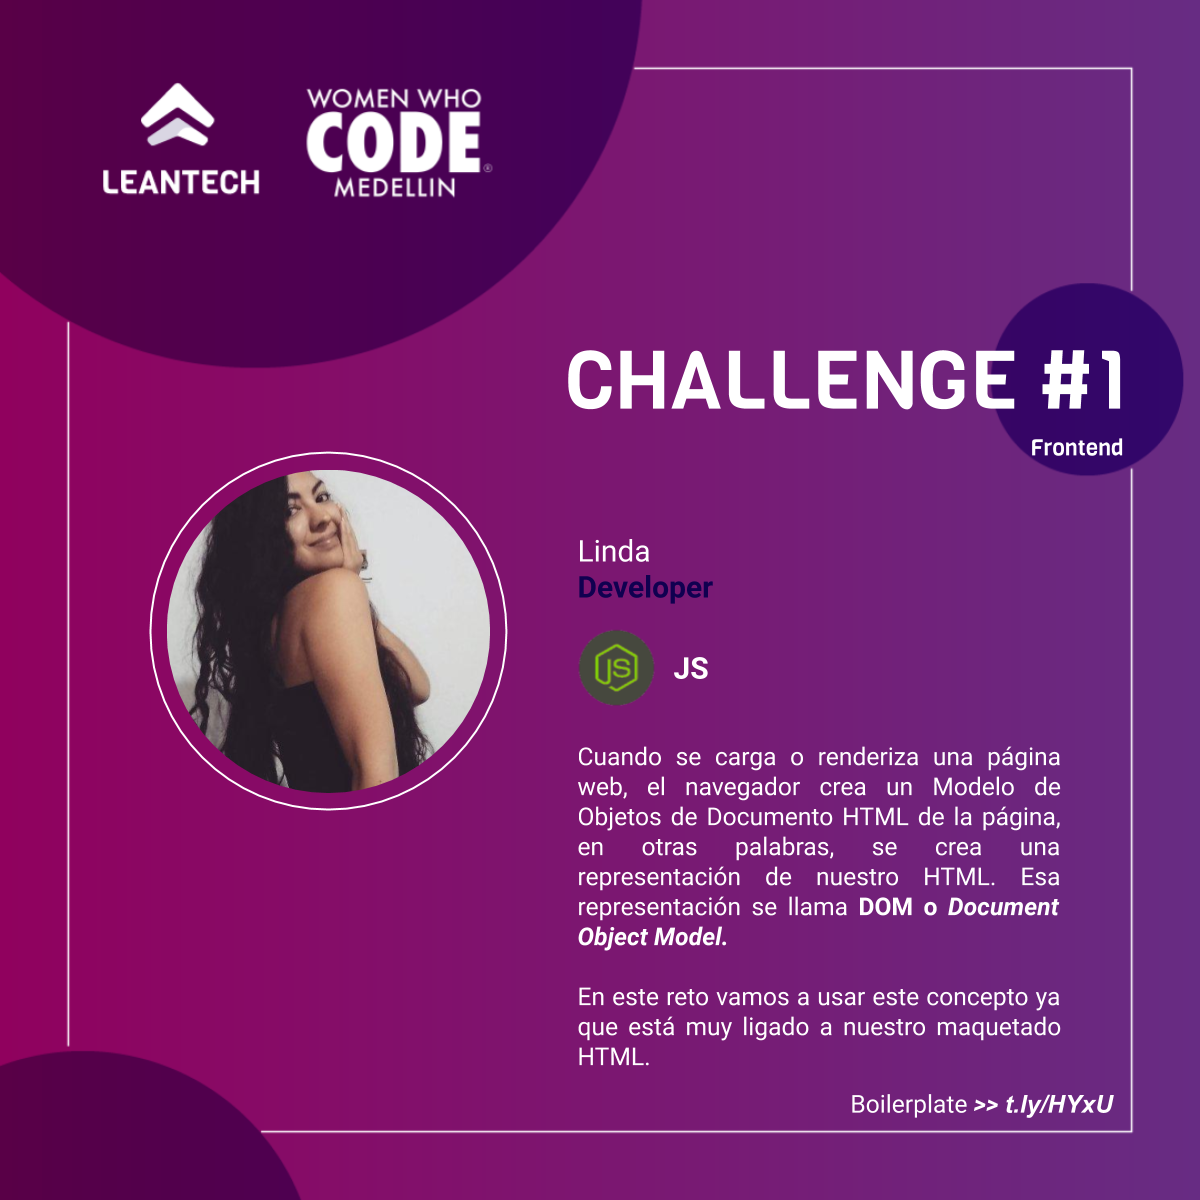 LEANTECH
WOMEN WHO
CODE®
MEDELLIN
CHALLENGE #1
Frontend
Linda
Developer
JS
JS
Cuando se carga o renderiza una página
web, el navegador crea un Modelo de
Objetos de Documento HTML de la página,
en otras palabras, se crea una
representación de nuestro HTML. Esa
representación se llama DOM o Document
Object Model.
En este reto vamos a usar este concepto ya
que está muy ligado a nuestro maquetado
HTML.
Boilerplate >> t.ly/HYxU